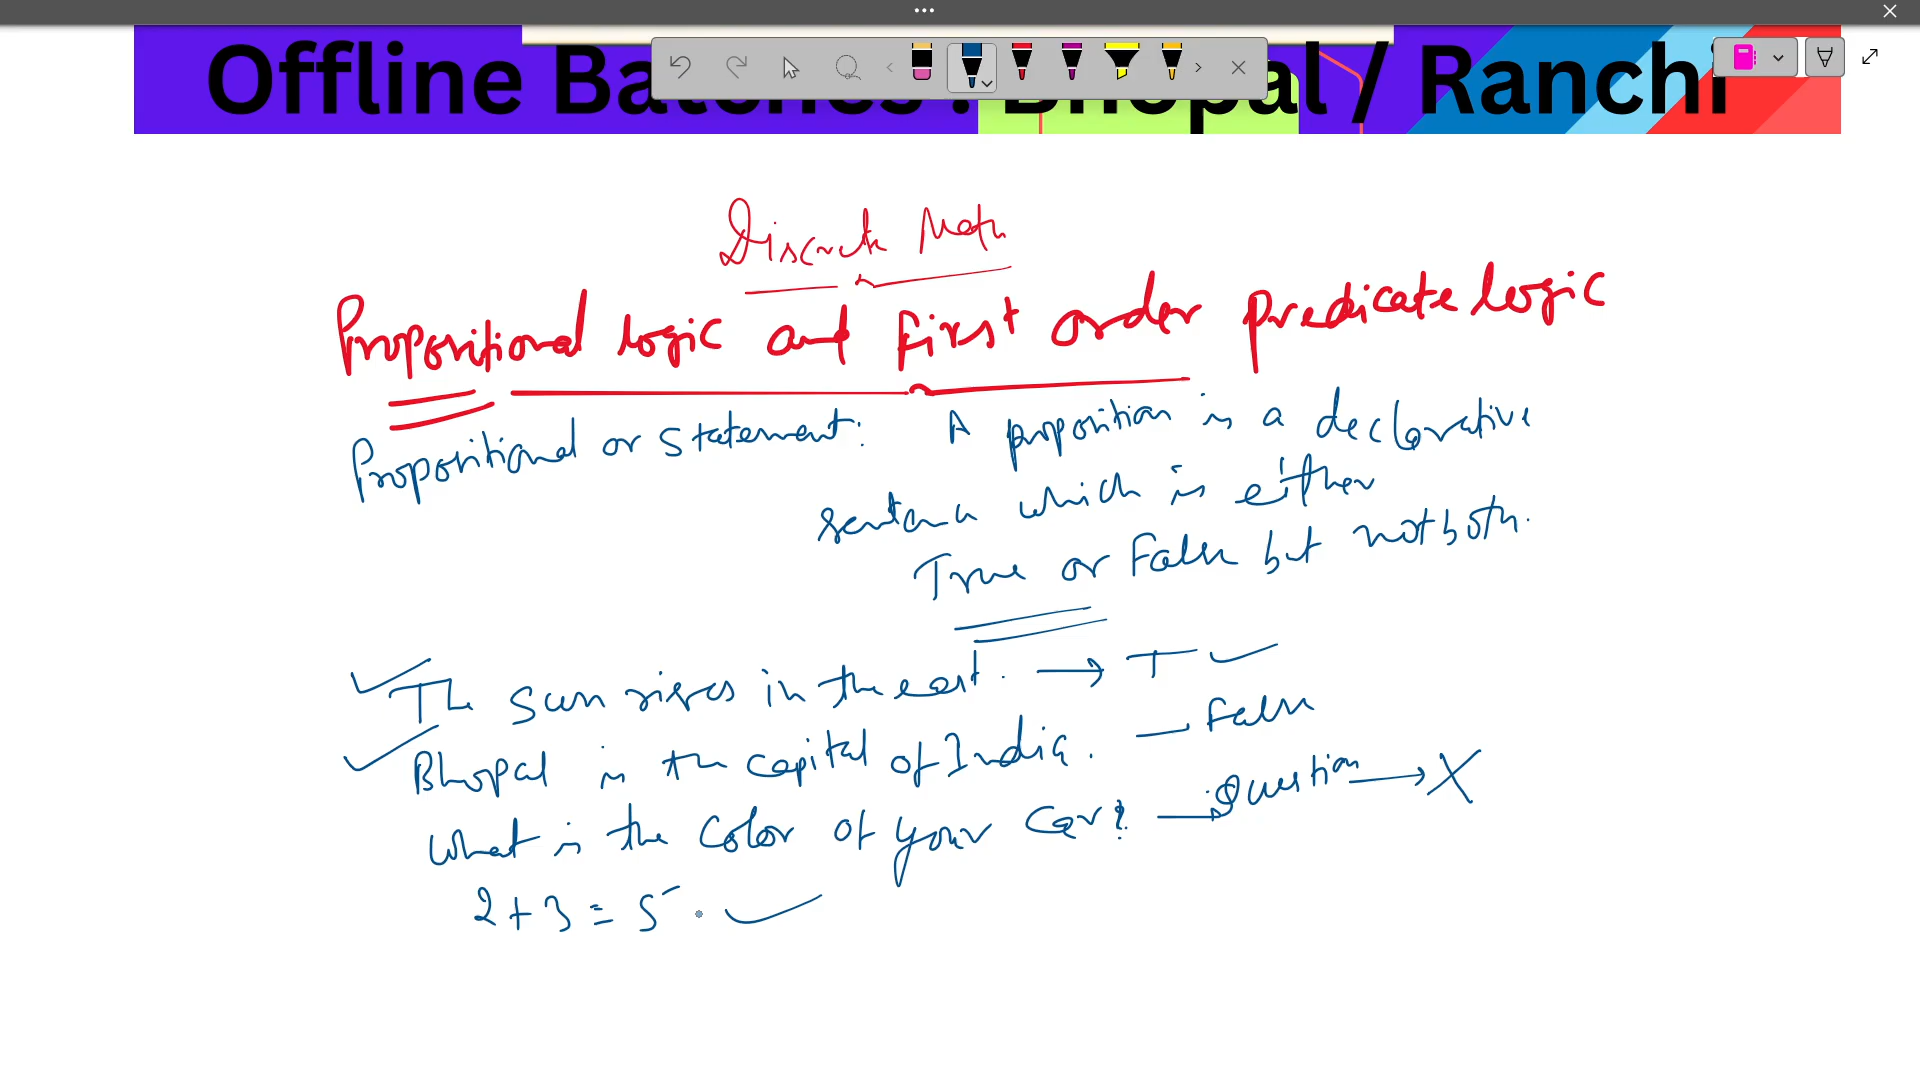 Offline Batches : Bhopal / Ranchi
Discrete Math
Propositional logic and first order predicate logic
Propositional or statement: A proposition is a declarative
sentence which is either
True or False but not both.
The Sun rises in the east. → T
Bhopal is the capital of India. — False
What is the Color of your Car? → Question → X
2 + 3 = 5.